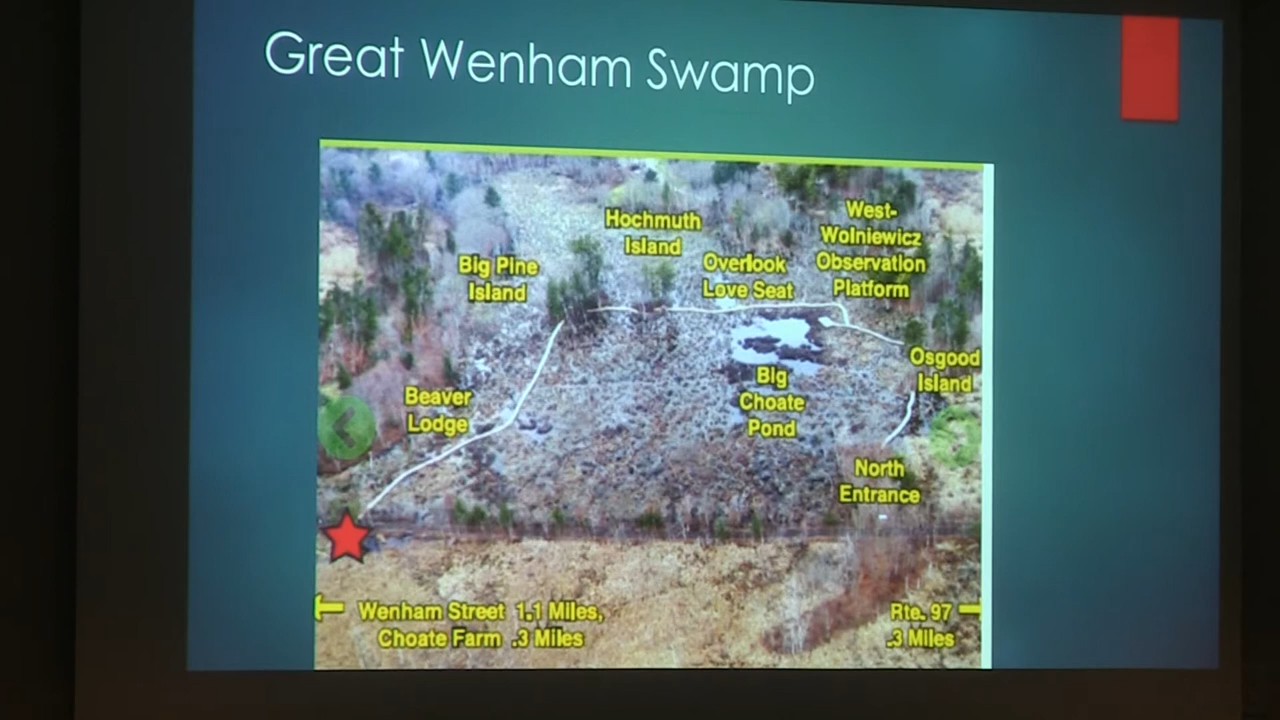 Great Wenham Swamp
Hochmuth
Island
West-
Wolniewicz
Observation
Platform
Overlook
Love Seat
Big Pine
Island
Osgood
Island
Big
Choate
Pond
Beaver
Lodge
North
Entrance
Wenham Street 1.1 Miles,
Choate Farm .3 Miles
Rte. 97
.3 Miles